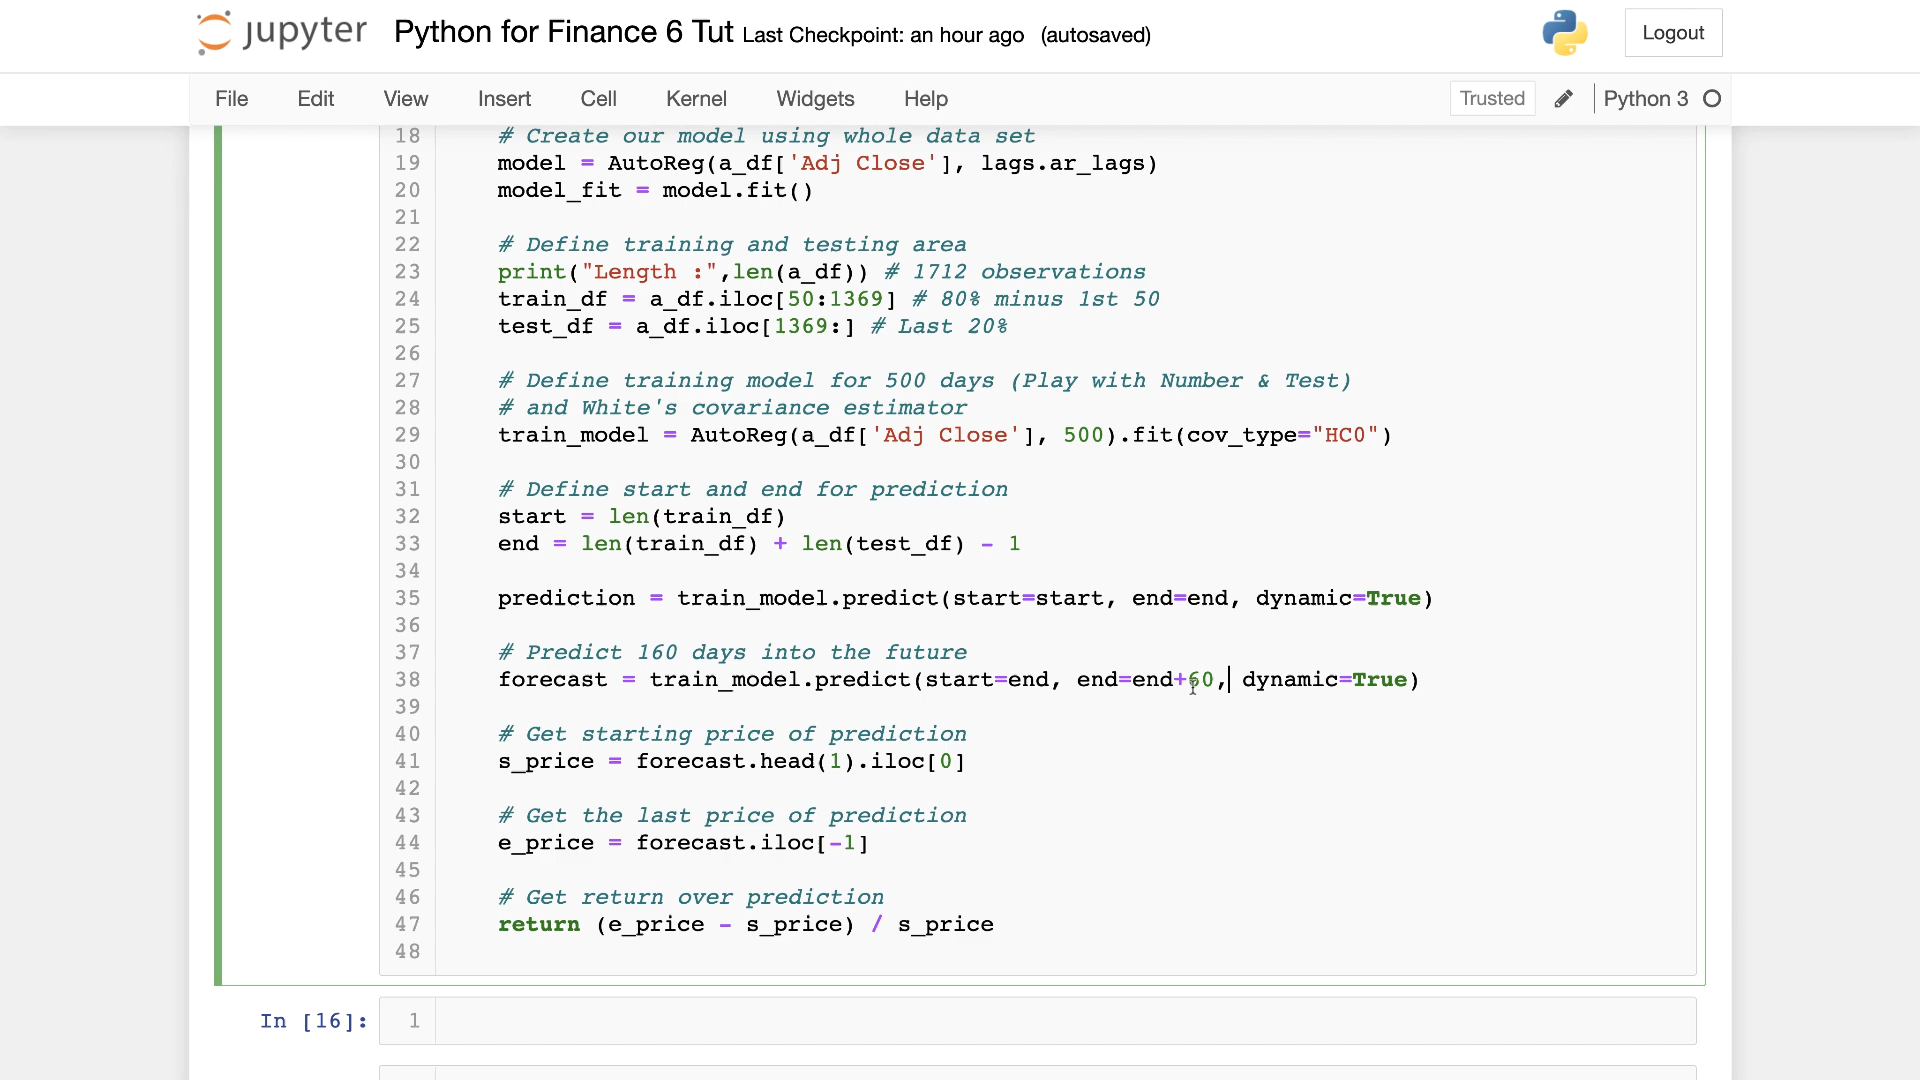 jupyter Python for Finance 6 Tut Last Checkpoint: an hour ago (autosaved) Logout
File Edit View Insert Cell Kernel Widgets Help Trusted Python 3
18 # Create our model using whole data set
19 model = AutoReg(a_df['Adj Close'], lags.ar_lags)
20 model_fit = model.fit()
21
22 # Define training and testing area
23 print("Length :",len(a_df)) # 1712 observations
24 train_df = a_df.iloc[50:1369] # 80% minus 1st 50
25 test_df = a_df.iloc[1369:] # Last 20%
26
27 # Define training model for 500 days (Play with Number & Test)
28 # and White's covariance estimator
29 train_model = AutoReg(a_df['Adj Close'], 500).fit(cov_type="HC0")
30
31 # Define start and end for prediction
32 start = len(train_df)
33 end = len(train_df) + len(test_df) - 1
34
35 prediction = train_model.predict(start=start, end=end, dynamic=True)
36
37 # Predict 160 days into the future
38 forecast = train_model.predict(start=end, end=end+60, dynamic=True)
39
40 # Get starting price of prediction
41 s_price = forecast.head(1).iloc[0]
42
43 # Get the last price of prediction
44 e_price = forecast.iloc[-1]
45
46 # Get return over prediction
47 return (e_price - s_price) / s_price
48
In [16]: 1